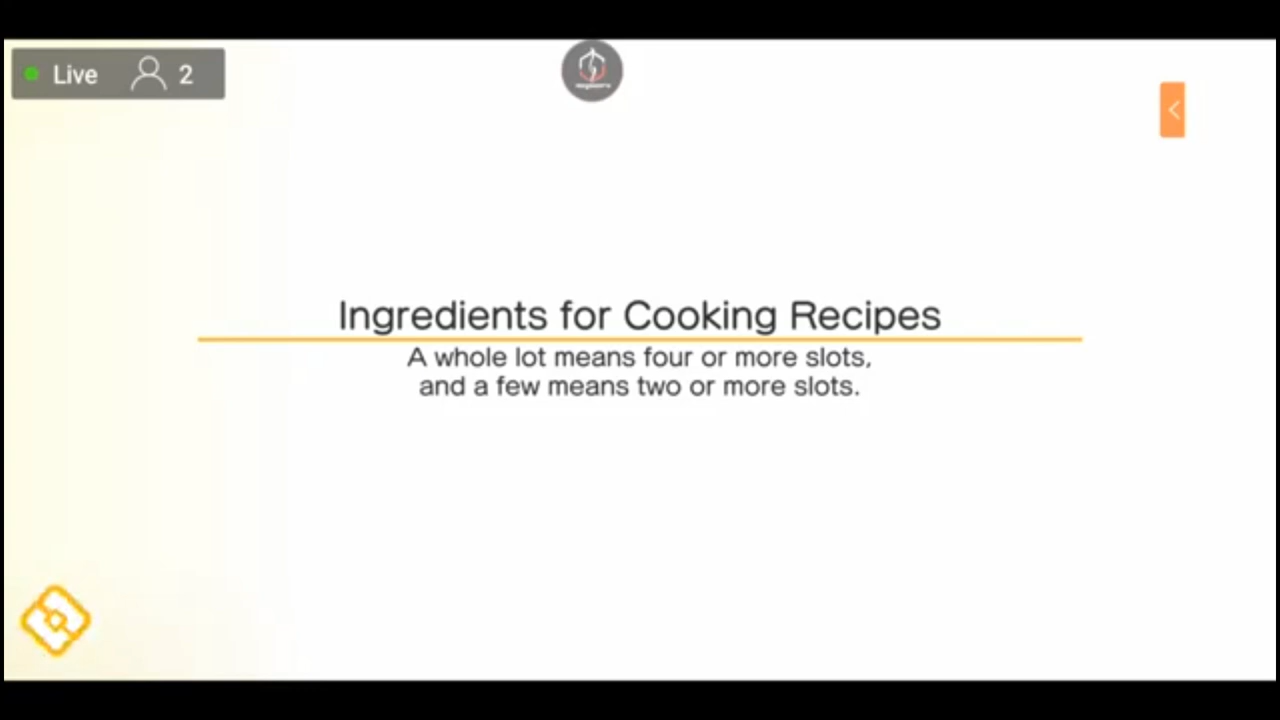 Live 2
Ingredients for Cooking Recipes
A whole lot means four or more slots,
and a few means two or more slots.